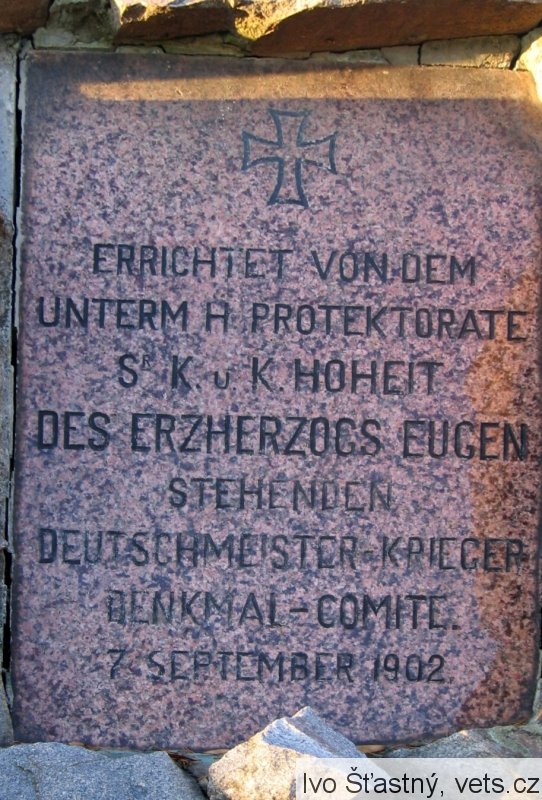 ERRICHTET VON DEM
UNTERM H PROTEKTORATE
Sr K. u K. HOHEIT
DES ERZHERZOGS EUGEN
STEHENDEN
DEUTSCHMEISTER-KRIEGER
DENKMAL-COMITE.
7. SEPTEMBER 1902.
Ivo Šťastný, vets.cz